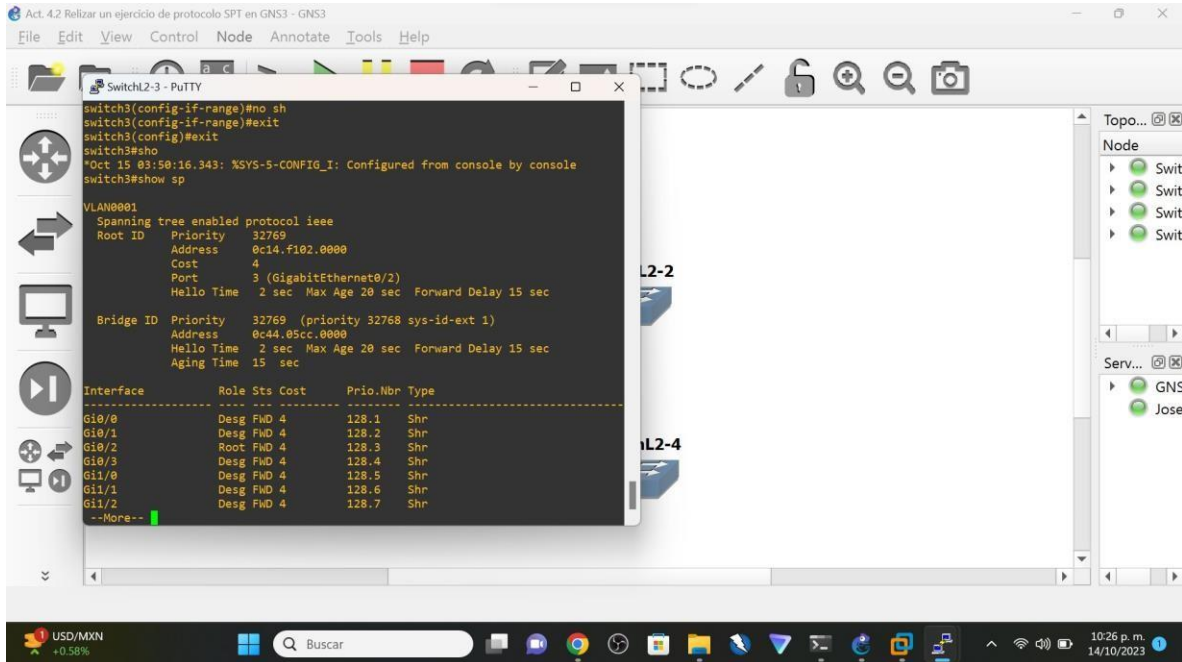 Act. 4.2 Relizar un ejercicio de protocolo SPT en GNS3 - GNS3
File Edit View Control Node Annotate Tools Help
SwitchL2-3 - PuTTY
switch3(config-if-range)#no sh
switch3(config-if-range)#exit
switch3(config)#exit
switch3#sho
*Oct 15 03:50:16.343: %SYS-5-CONFIG_I: Configured from console by console
switch3#show sp
VLAN0001
Spanning tree enabled protocol ieee
Root ID Priority 32769
Address 0c14.f102.0000
Cost 4
Port 3 (GigabitEthernet0/2)
Hello Time 2 sec Max Age 20 sec Forward Delay 15 sec
Bridge ID Priority 32769 (priority 32768 sys-id-ext 1)
Address 0c44.05cc.0000
Hello Time 2 sec Max Age 20 sec Forward Delay 15 sec
Aging Time 15 sec
Interface Role Sts Cost Prio.Nbr Type
------------------- ---- --- --------- -------- --------------------------------
Gi0/0 Desg FWD 4 128.1 Shr
Gi0/1 Desg FWD 4 128.2 Shr
Gi0/2 Root FWD 4 128.3 Shr
Gi0/3 Desg FWD 4 128.4 Shr
Gi1/0 Desg FWD 4 128.5 Shr
Gi1/1 Desg FWD 4 128.6 Shr
Gi1/2 Desg FWD 4 128.7 Shr
--More--
L2-2
L2-4
Topo...
Node
Swit
Swit
Swit
Swit
Serv...
GNS
Jose
1 USD/MXN
+0.58%
Buscar
10:26 p. m.
14/10/2023
1